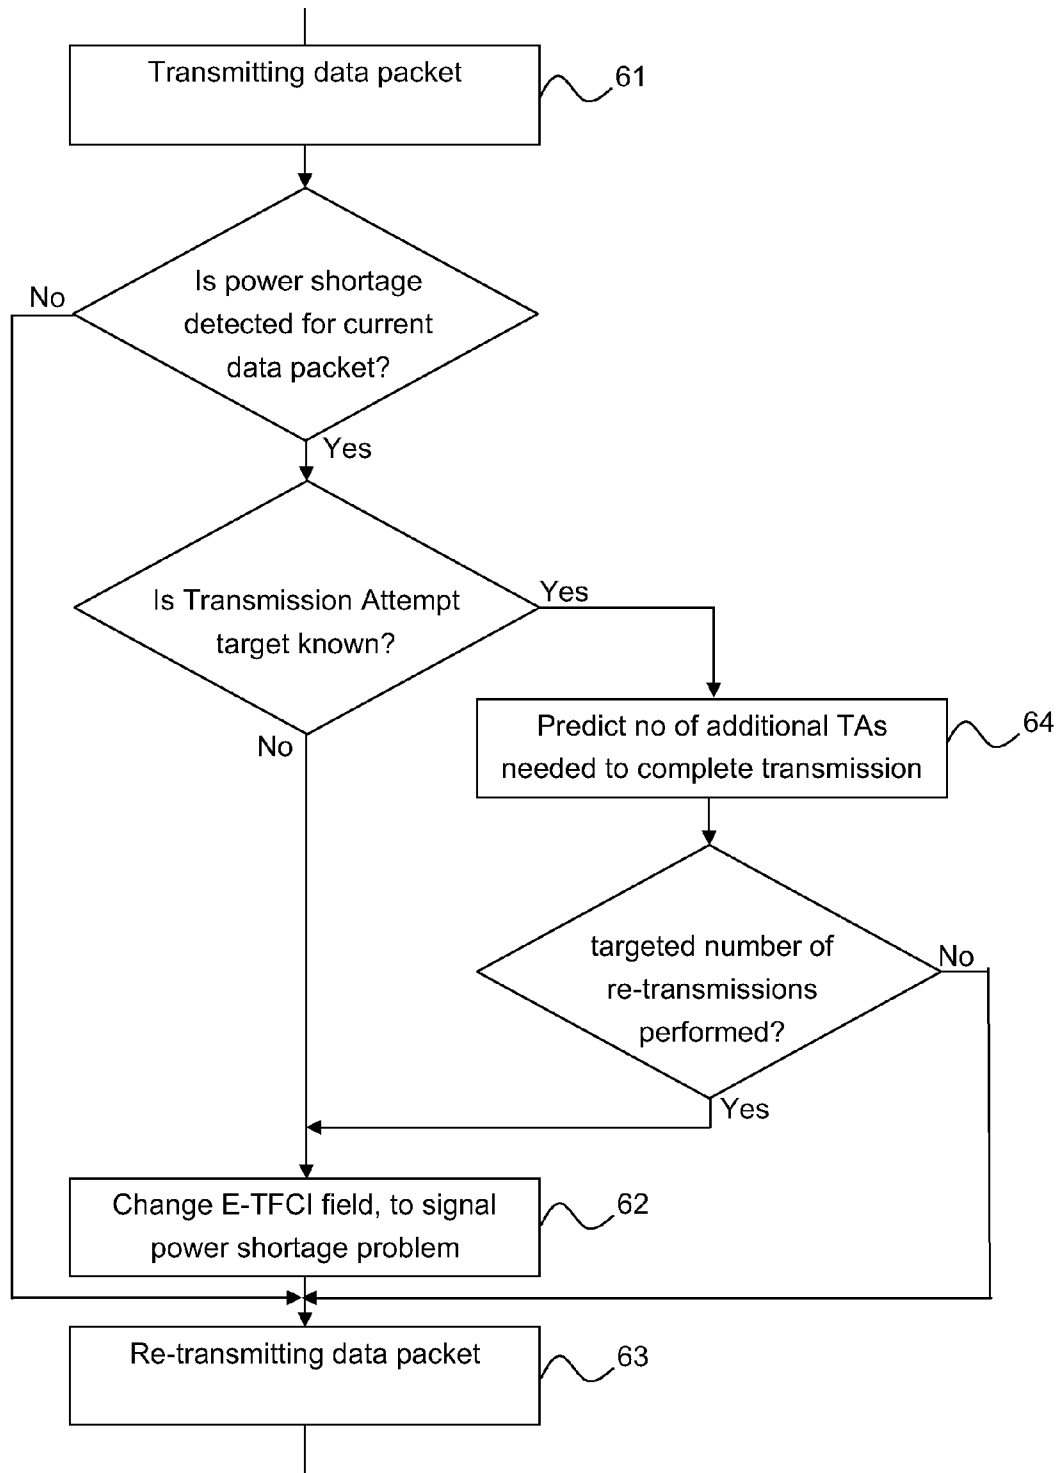 Transmitting data packet
61
Is power shortage
detected for current
data packet?
No
Yes
Is Transmission Attempt
target known?
Yes
No
Predict no of additional TAs
needed to complete transmission
64
targeted number of
re-transmissions
performed?
No
Yes
Change E-TFCI field, to signal
power shortage problem
62
Re-transmitting data packet
63